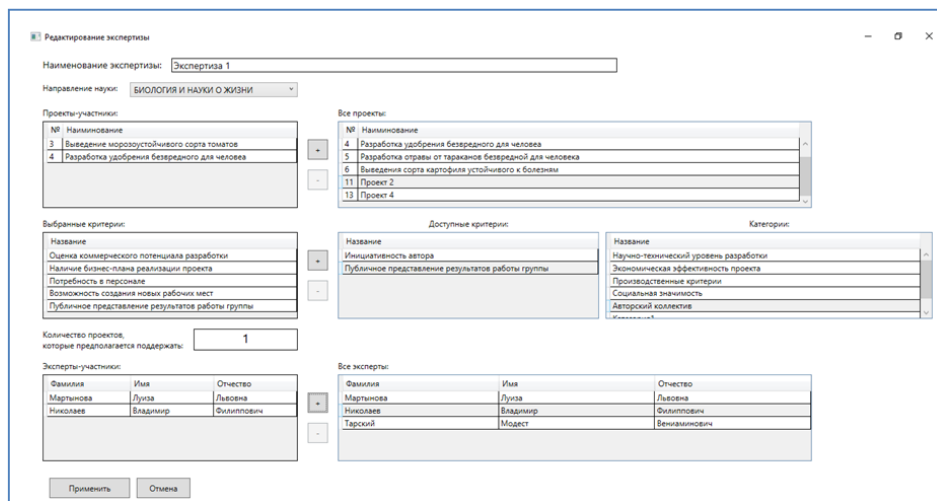 Редактирование экспертизы
Наименование экспертизы: Экспертиза 1
Направление науки: БИОЛОГИЯ И НАУКИ О ЖИЗНИ
Проекты-участники: Все проекты:
№ Наиминование № Наиминование
3 Выведение морозоустойчивого сорта томатов 4 Разработка удобрения безвредного для человеа
4 Разработка удобрения безвредного для человеа + 5 Разработка отравы от тараканов безвредной для человека
6 Выведения сорта картофеля устойчивого к болезням
- 11 Проект 2
13 Проект 4
Выбранные критерии: Доступные критерии: Категории:
Название Название Название
Оценка коммерческого потенциала разработки Инициативность автора Научно-технический уровень разработки
Наличие бизнес-плана реализации проекта + Публичное представление результатов работы группы Экономическая эффективность проекта
Потребность в персонале Производственные критерии
Возможность создания новых рабочих мест - Социальная значимость
Публичное представление результатов работы группы Авторский коллектив
Категория1
Количество проектов,
которые предполагается поддержать: 1
Эксперты-участники: Все эксперты:
Фамилия Имя Отчество Фамилия Имя Отчество
Мартынова Луиза Львовна Мартынова Луиза Львовна
Николаев Владимир Филиппович + Николаев Владимир Филиппович
Тарский Модест Вениаминович
-
Применить Отмена